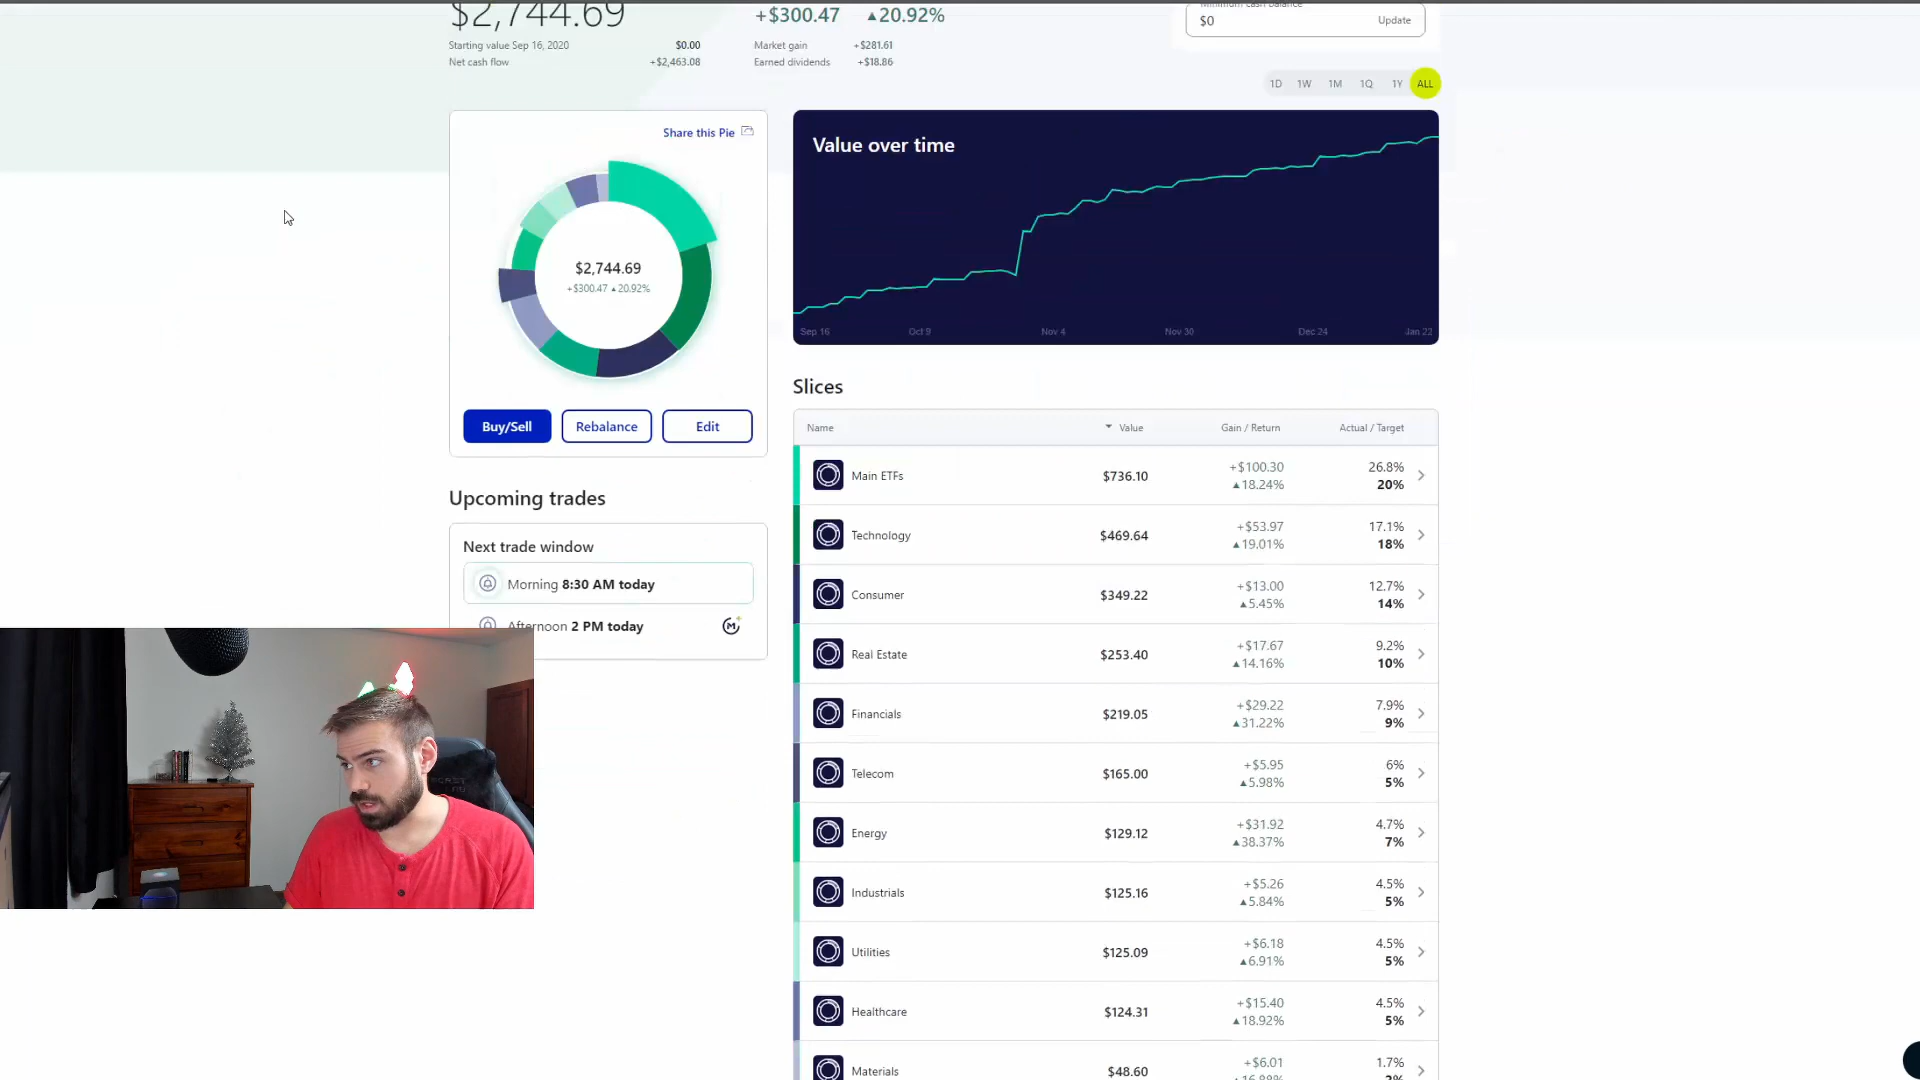 $2,744.69
+$300.47 ▲20.92%
Minimum cash balance
$0 Update
Starting value Sep 16, 2020 $0.00
Net cash flow +$2,463.08
Market gain +$281.61
Earned dividends +$18.86
1D 1W 1M 1Q 1Y ALL
Share this Pie
$2,744.69
+$300.47 ▲20.92%
Buy/Sell Rebalance Edit
Upcoming trades
Next trade window
Morning 8:30 AM today
Afternoon 2 PM today
Value over time
Sep 16 Oct 9 Nov 4 Nov 30 Dec 24 Jan 22
Slices
Name Value Gain / Return Actual / Target
Main ETFs $736.10 +$100.30 26.8%
▲18.24% 20%
Technology $469.64 +$53.97 17.1%
▲19.01% 18%
Consumer $349.22 +$13.00 12.7%
▲5.45% 14%
Real Estate $253.40 +$17.67 9.2%
▲14.16% 10%
Financials $219.05 +$29.22 7.9%
▲31.22% 9%
Telecom $165.00 +$5.95 6%
▲5.98% 5%
Energy $129.12 +$31.92 4.7%
▲38.37% 7%
Industrials $125.16 +$5.26 4.5%
▲5.84% 5%
Utilities $125.09 +$6.18 4.5%
▲6.91% 5%
Healthcare $124.31 +$15.40 4.5%
▲18.92% 5%
Materials $48.60 +$6.01 1.7%